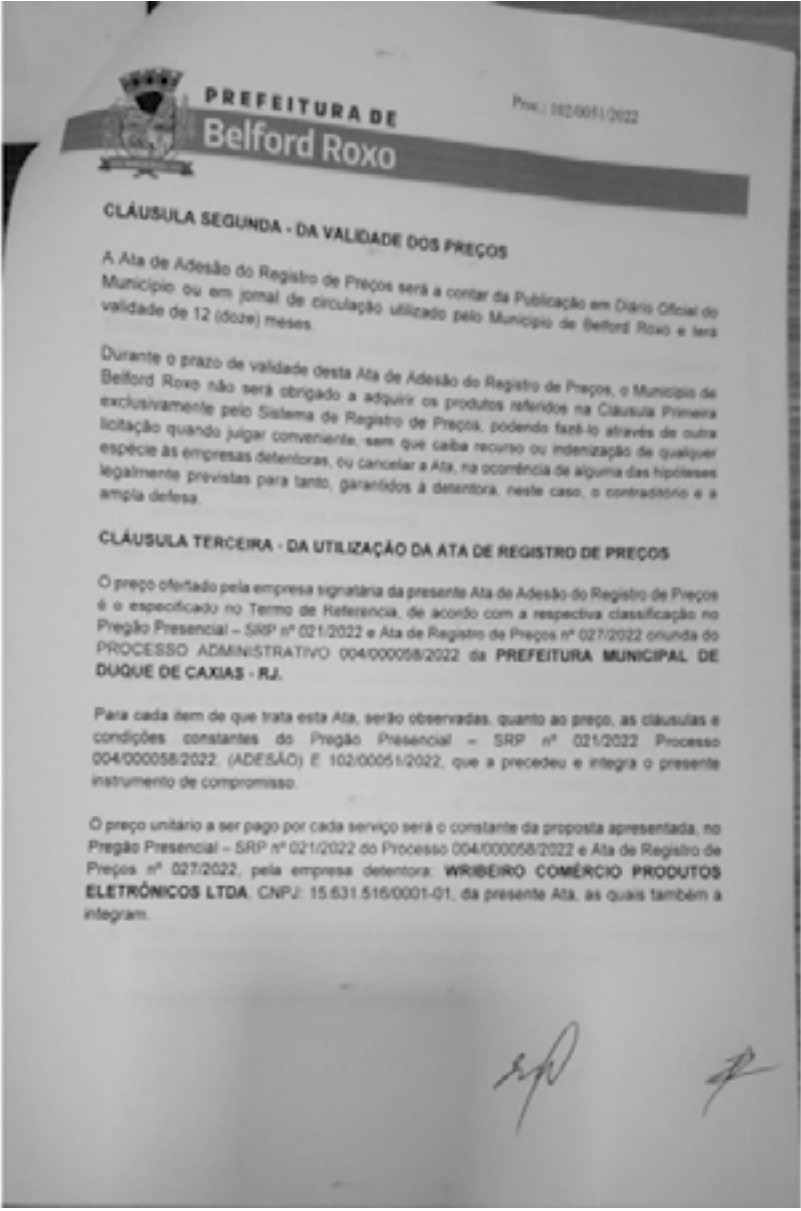 PREFEITURA DE
Belford Roxo
Proc.: 102/0051/2022
CLÁUSULA SEGUNDA - DA VALIDADE DOS PREÇOS
A Ata de Adesão do Registro de Preços será a contar da Publicação em Diário Oficial do
Município ou em jornal de circulação utilizado pelo Município de Belford Roxo e terá
validade de 12 (doze) meses.
Durante o prazo de validade desta Ata de Adesão do Registro de Preços, o Município de
Belford Roxo não será obrigado a adquirir os produtos referidos na Cláusula Primeira
exclusivamente pelo Sistema de Registro de Preços, podendo fazê-lo através de outra
licitação quando julgar conveniente, sem que caiba recurso ou indenização de qualquer
espécie às empresas detentoras, ou cancelar a Ata, na ocorrência de alguma das hipóteses
legalmente previstas para tanto, garantidos à detentora, neste caso, o contraditório e a
ampla defesa.
CLÁUSULA TERCEIRA - DA UTILIZAÇÃO DA ATA DE REGISTRO DE PREÇOS
O preço ofertado pela empresa signatária da presente Ata de Adesão do Registro de Preços
é o especificado no Termo de Referencia, de acordo com a respectiva classificação no
Pregão Presencial – SRP nº 021/2022 e Ata de Registro de Preços nº 027/2022 oriunda do
PROCESSO ADMINISTRATIVO 004/000058/2022 da PREFEITURA MUNICIPAL DE
DUQUE DE CAXIAS - RJ.
Para cada item de que trata esta Ata, serão observadas, quanto ao preço, as cláusulas e
condições constantes do Pregão Presencial – SRP nº 021/2022 Processo
004/000058/2022, (ADESÃO) E 102/00051/2022, que a precedeu e integra o presente
instrumento de compromisso.
O preço unitário a ser pago por cada serviço será o constante da proposta apresentada, no
Pregão Presencial – SRP nº 021/2022 do Processo 004/000058/2022 e Ata de Registro de
Preços nº 027/2022, pela empresa detentora: WRIBEIRO COMÉRCIO PRODUTOS
ELETRÔNICOS LTDA, CNPJ: 15.631.516/0001-01, da presente Ata, as quais também a
integram.